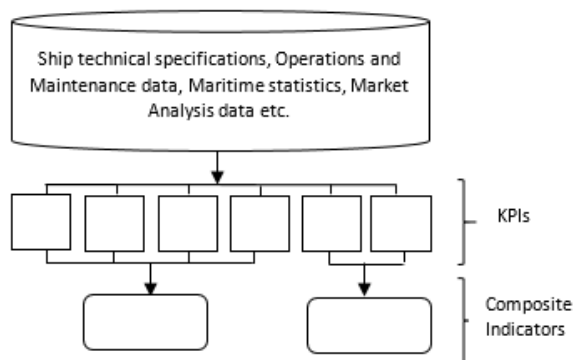 Ship technical specifications, Operations and
Maintenance data, Maritime statistics, Market
Analysis data etc.
KPIs
Composite
Indicators